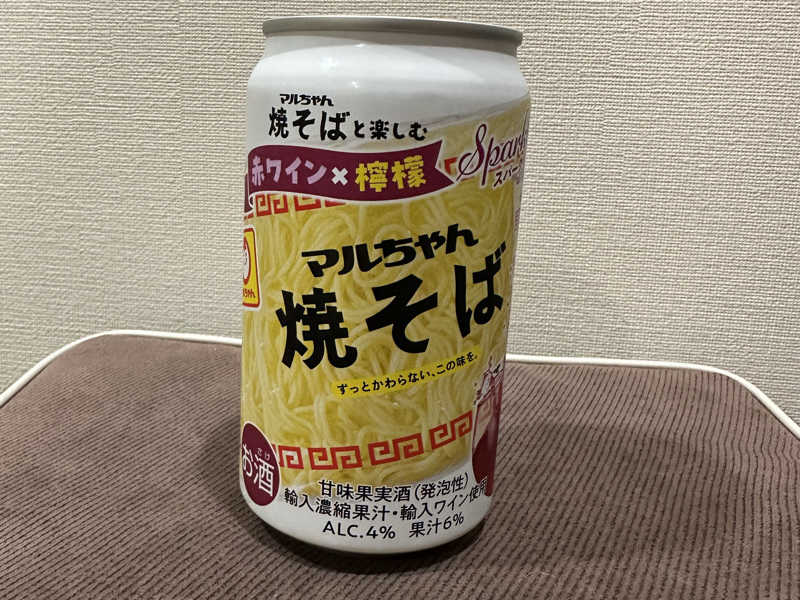 マルちゃん
焼そばと楽しむ
赤ワイン×檸檬
マルちゃん
焼そば
ずっとかわらない、この味を。
お酒
さけ
甘味果実酒(発泡性)
輸入濃縮果汁・輸入ワイン使用
ALC.4% 果汁6%